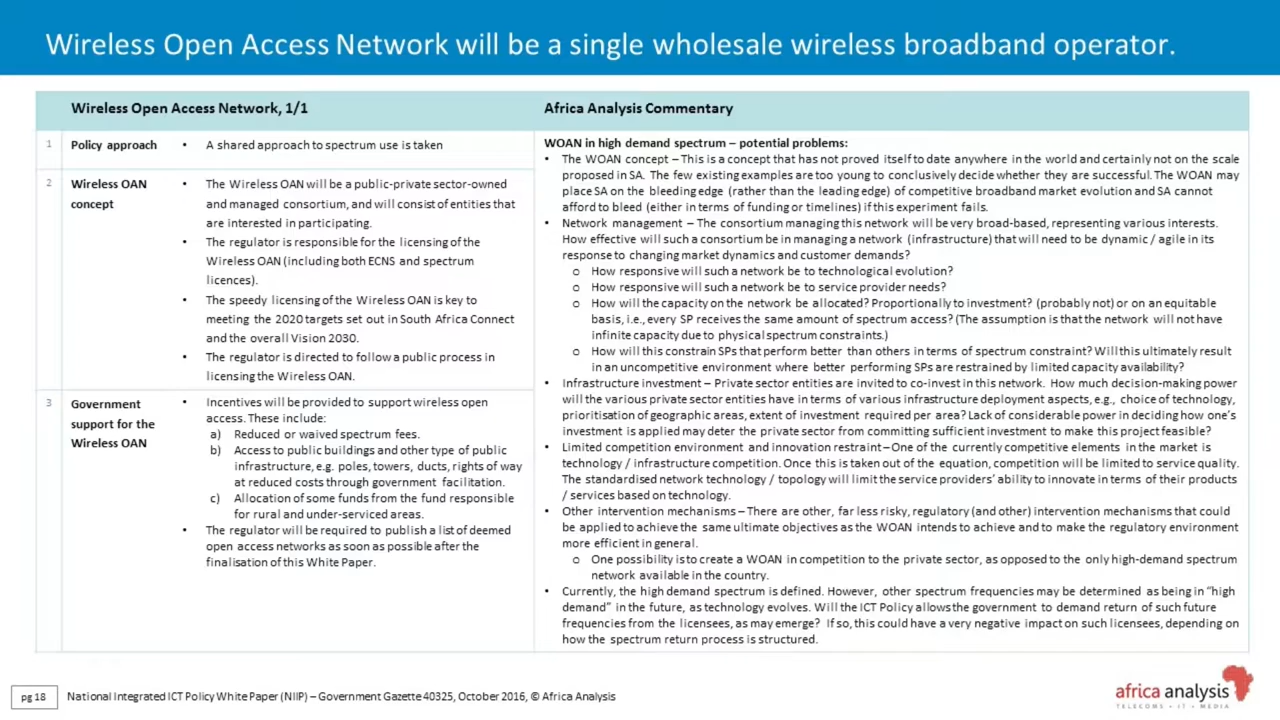 Wireless Open Access Network will be a single wholesale wireless broadband operator.
Wireless Open Access Network, 1/1
Africa Analysis Commentary
1
Policy approach
• A shared approach to spectrum use is taken
2
Wireless OAN
concept
• The Wireless OAN will be a public-private sector-owned
and managed consortium, and will consist of entities that
are interested in participating.
• The regulator is responsible for the licensing of the
Wireless OAN (including both ECNS and spectrum
licences).
• The speedy licensing of the Wireless OAN is key to
meeting the 2020 targets set out in South Africa Connect
and the overall Vision 2030.
• The regulator is directed to follow a public process in
licensing the Wireless OAN.
3
Government
support for the
Wireless OAN
• Incentives will be provided to support wireless open
access. These include:
a) Reduced or waived spectrum fees.
b) Access to public buildings and other type of public
infrastructure, e.g. poles, towers, ducts, rights of way
at reduced costs through government facilitation.
c) Allocation of some funds from the fund responsible
for rural and under-serviced areas.
• The regulator will be required to publish a list of deemed
open access networks as soon as possible after the
finalisation of this White Paper.
WOAN in high demand spectrum – potential problems:
• The WOAN concept – This is a concept that has not proved itself to date anywhere in the world and certainly not on the scale
proposed in SA. The few existing examples are too young to conclusively decide whether they are successful. The WOAN may
place SA on the bleeding edge (rather than the leading edge) of competitive broadband market evolution and SA cannot
afford to bleed (either in terms of funding or timelines) if this experiment fails.
• Network management – The consortium managing this network will be very broad-based, representing various interests.
How effective will such a consortium be in managing a network (infrastructure) that will need to be dynamic / agile in its
response to changing market dynamics and customer demands?
o How responsive will such a network be to technological evolution?
o How responsive will such a network be to service provider needs?
o How will the capacity on the network be allocated? Proportionally to investment? (probably not) or on an equitable
basis, i.e., every SP receives the same amount of spectrum access? (The assumption is that the network will not have
infinite capacity due to physical spectrum constraints.)
o How will this constrain SPs that perform better than others in terms of spectrum constraint? Will this ultimately result
in an uncompetitive environment where better performing SPs are restrained by limited capacity availability?
• Infrastructure investment – Private sector entities are invited to co-invest in this network. How much decision-making power
will the various private sector entities have in terms of various infrastructure deployment aspects, e.g., choice of technology,
prioritisation of geographic areas, extent of investment required per area? Lack of considerable power in deciding how one's
investment is applied may deter the private sector from committing sufficient investment to make this project feasible?
• Limited competition environment and innovation restraint – One of the currently competitive elements in the market is
technology / infrastructure competition. Once this is taken out of the equation, competition will be limited to service quality.
The standardised network technology / topology will limit the service providers' ability to innovate in terms of their products
/ services based on technology.
• Other intervention mechanisms – There are other, far less risky, regulatory (and other) intervention mechanisms that could
be applied to achieve the same ultimate objectives as the WOAN intends to achieve and to make the regulatory environment
more efficient in general.
o One possibility is to create a WOAN in competition to the private sector, as opposed to the only high-demand spectrum
network available in the country.
• Currently, the high demand spectrum is defined. However, other spectrum frequencies may be determined as being in "high
demand" in the future, as technology evolves. Will the ICT Policy allows the government to demand return of such future
frequencies from the licensees, as may emerge? If so, this could have a very negative impact on such licensees, depending on
how the spectrum return process is structured.
pg 18
National Integrated ICT Policy White Paper (NIIP) – Government Gazette 40325, October 2016, © Africa Analysis
africa analysis
TELECOMS • IT • MEDIA